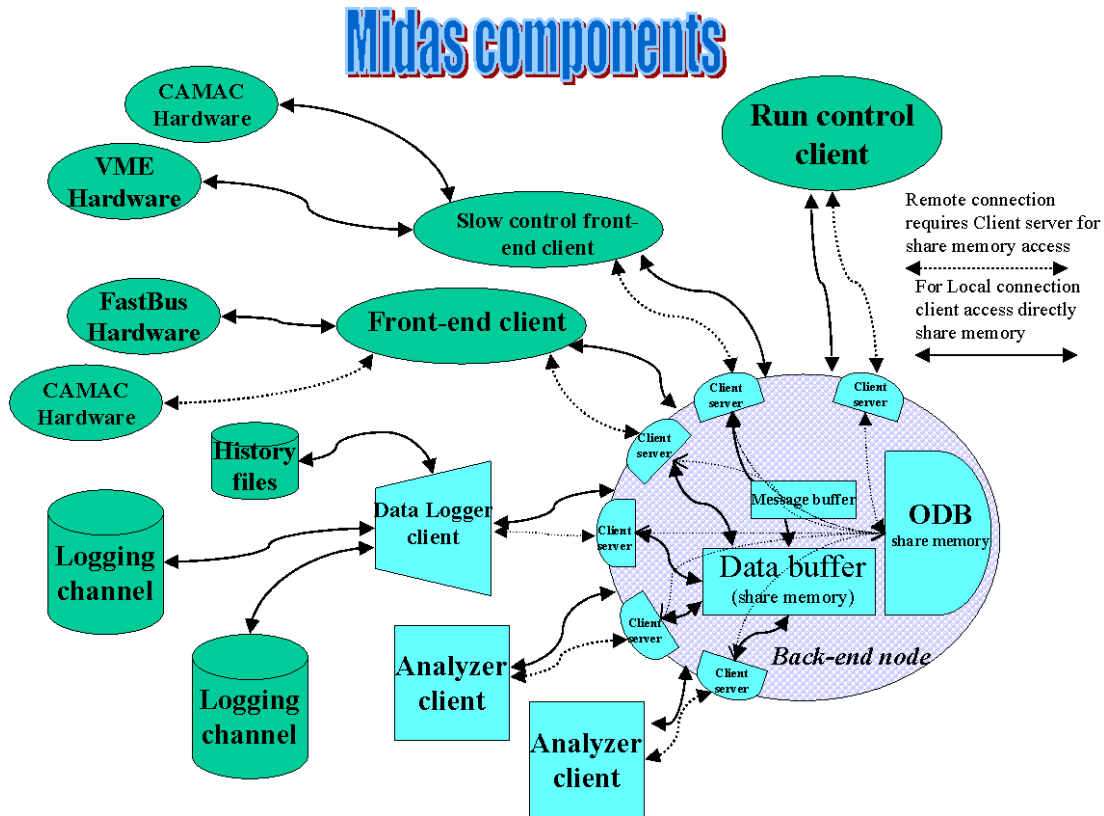 Midas components
CAMAC
Hardware
VME
Hardware
Run control
client
Slow control front-
end client
Remote connection
requires Client server for
share memory access
For Local connection
client access directly
share memory
FastBus
Hardware
Front-end client
CAMAC
Hardware
Client
server
Client
server
Client
server
History
files
Data Logger
client
Message buffer
ODB
share memory
Logging
channel
Client
server
Data buffer
(share memory)
Client
server
Back-end node
Client
server
Analyzer
client
Logging
channel
Analyzer
client